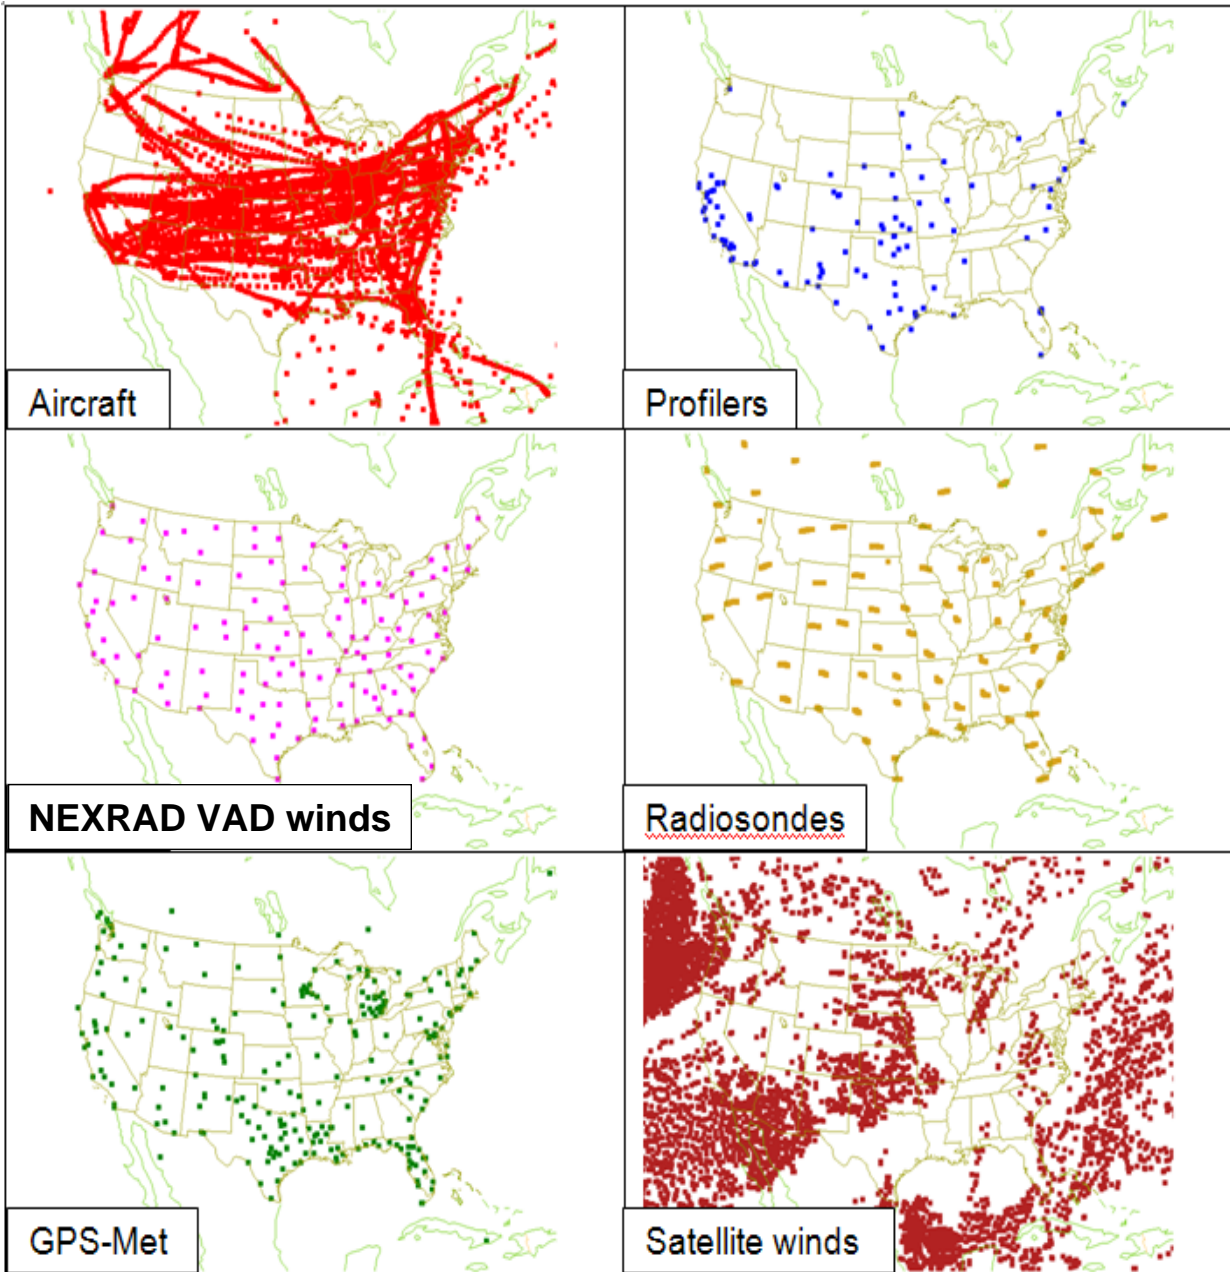 Aircraft
Profilers
NEXRAD VAD winds
Radiosondes
GPS-Met
Satellite winds